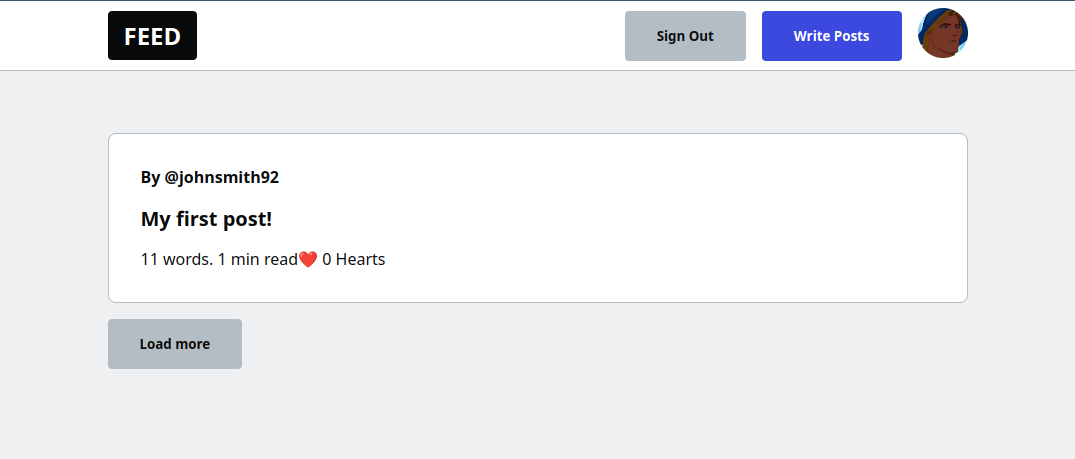 FEED
Sign Out
Write Posts
By @johnsmith92
My first post!
11 words. 1 min read❤️ 0 Hearts
Load more